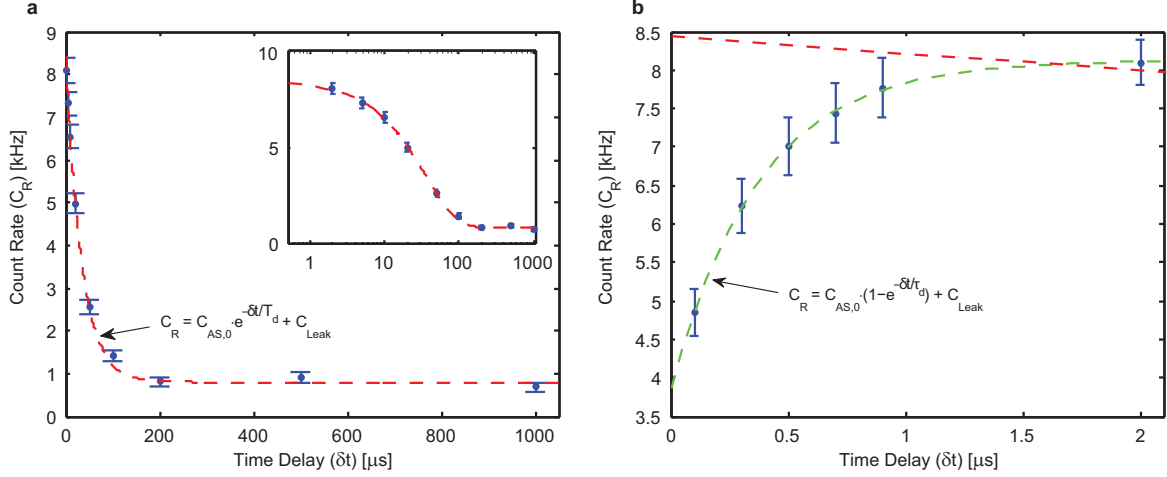 a
9
8
7
6
5
4
3
2
1
0
Count Rate (C_R) [kHz]
10
5
0
1 10 100 1000
C_R = C_AS,0·e^-δt/T_d + C_Leak
0 200 400 600 800 1000
Time Delay (δt) [μs]
b
8.5
8
7.5
7
6.5
6
5.5
5
4.5
4
3.5
Count Rate (C_R) [kHz]
C_R = C_AS,0·(1−e^-δt/τ_d) + C_Leak
0 0.5 1 1.5 2
Time Delay (δt) [μs]